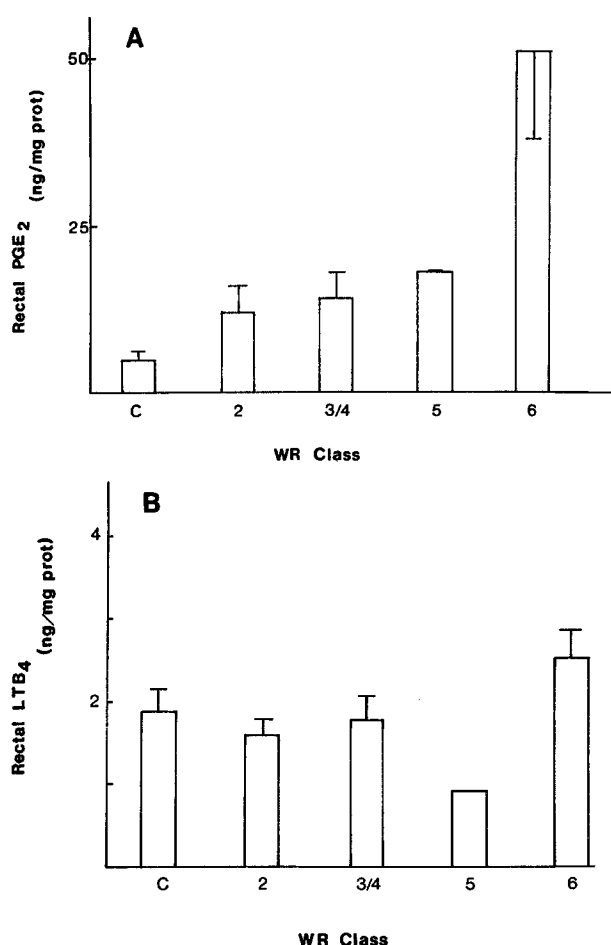 A
50
25
Rectal PGE2 (ng/mg prot)
C 2 3/4 5 6
WR Class
B
4
2
Rectal LTB4 (ng/mg prot)
C 2 3/4 5 6
WR Class